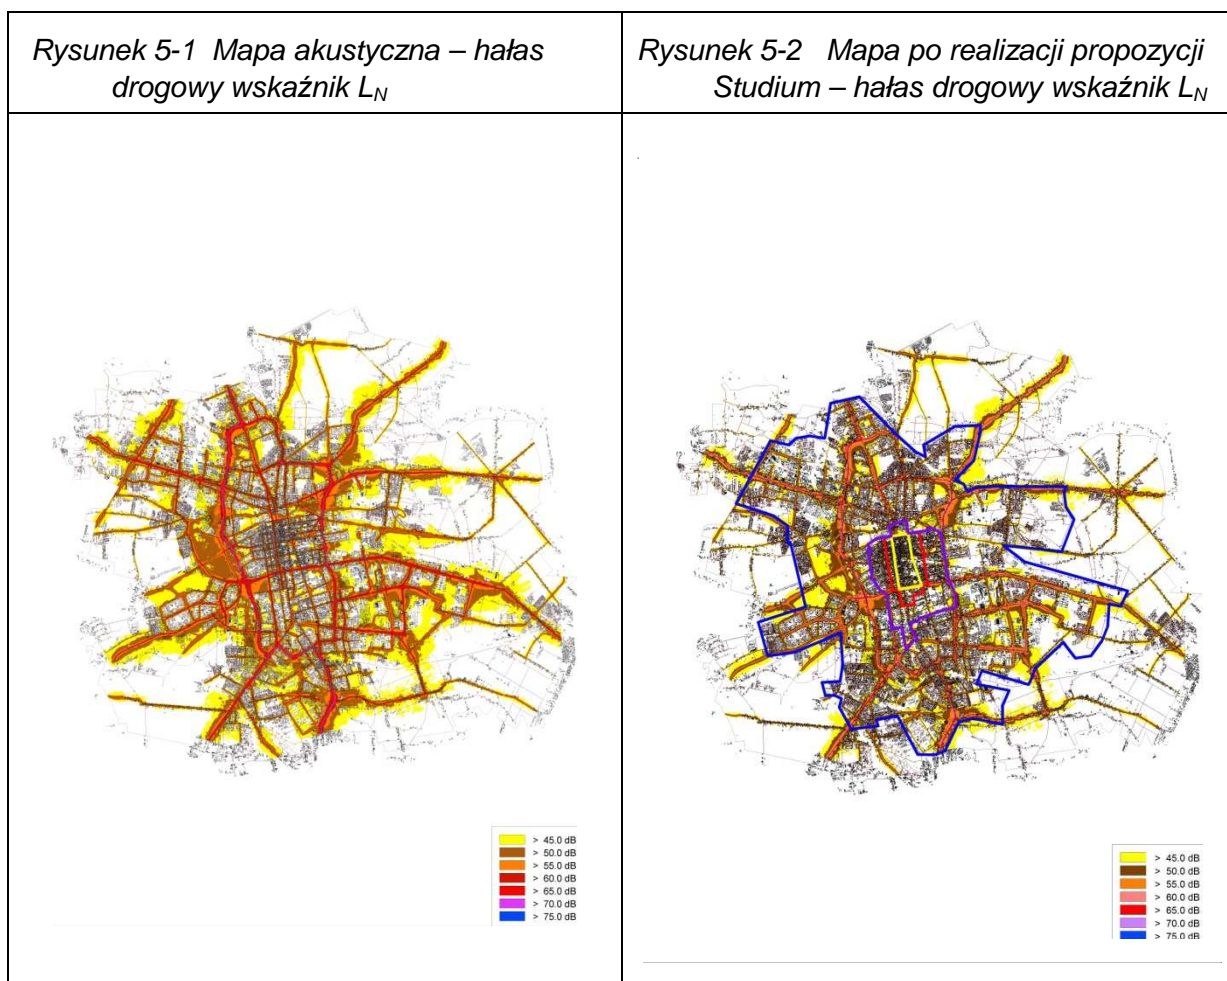 Rysunek 5-1 Mapa akustyczna – hałas
drogowy wskaźnik LN
Rysunek 5-2 Mapa po realizacji propozycji
Studium – hałas drogowy wskaźnik LN
> 45.0 dB
> 50.0 dB
> 55.0 dB
> 60.0 dB
> 65.0 dB
> 70.0 dB
> 75.0 dB
> 45.0 dB
> 50.0 dB
> 55.0 dB
> 60.0 dB
> 65.0 dB
> 70.0 dB
> 75.0 dB